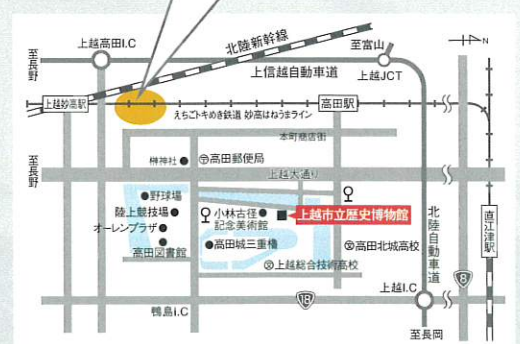 上越高田I.C
北陸新幹線
至富山
N
至長野
上信越自動車道
上越JCT
上越妙高駅
えちごトキめき鉄道 妙高はねうまライン
高田駅
本町商店街
榊神社
高田郵便局
至長野
上越大通り
野球場
陸上競技場
小林古径
記念美術館
上越市立歴史博物館
オーレンプラザ
高田図書館
高田城三重櫓
高田北城高校
上越総合技術高校
北陸自動車道
直江津駅
鴨島i.C
18
上越I.C
8
至長岡